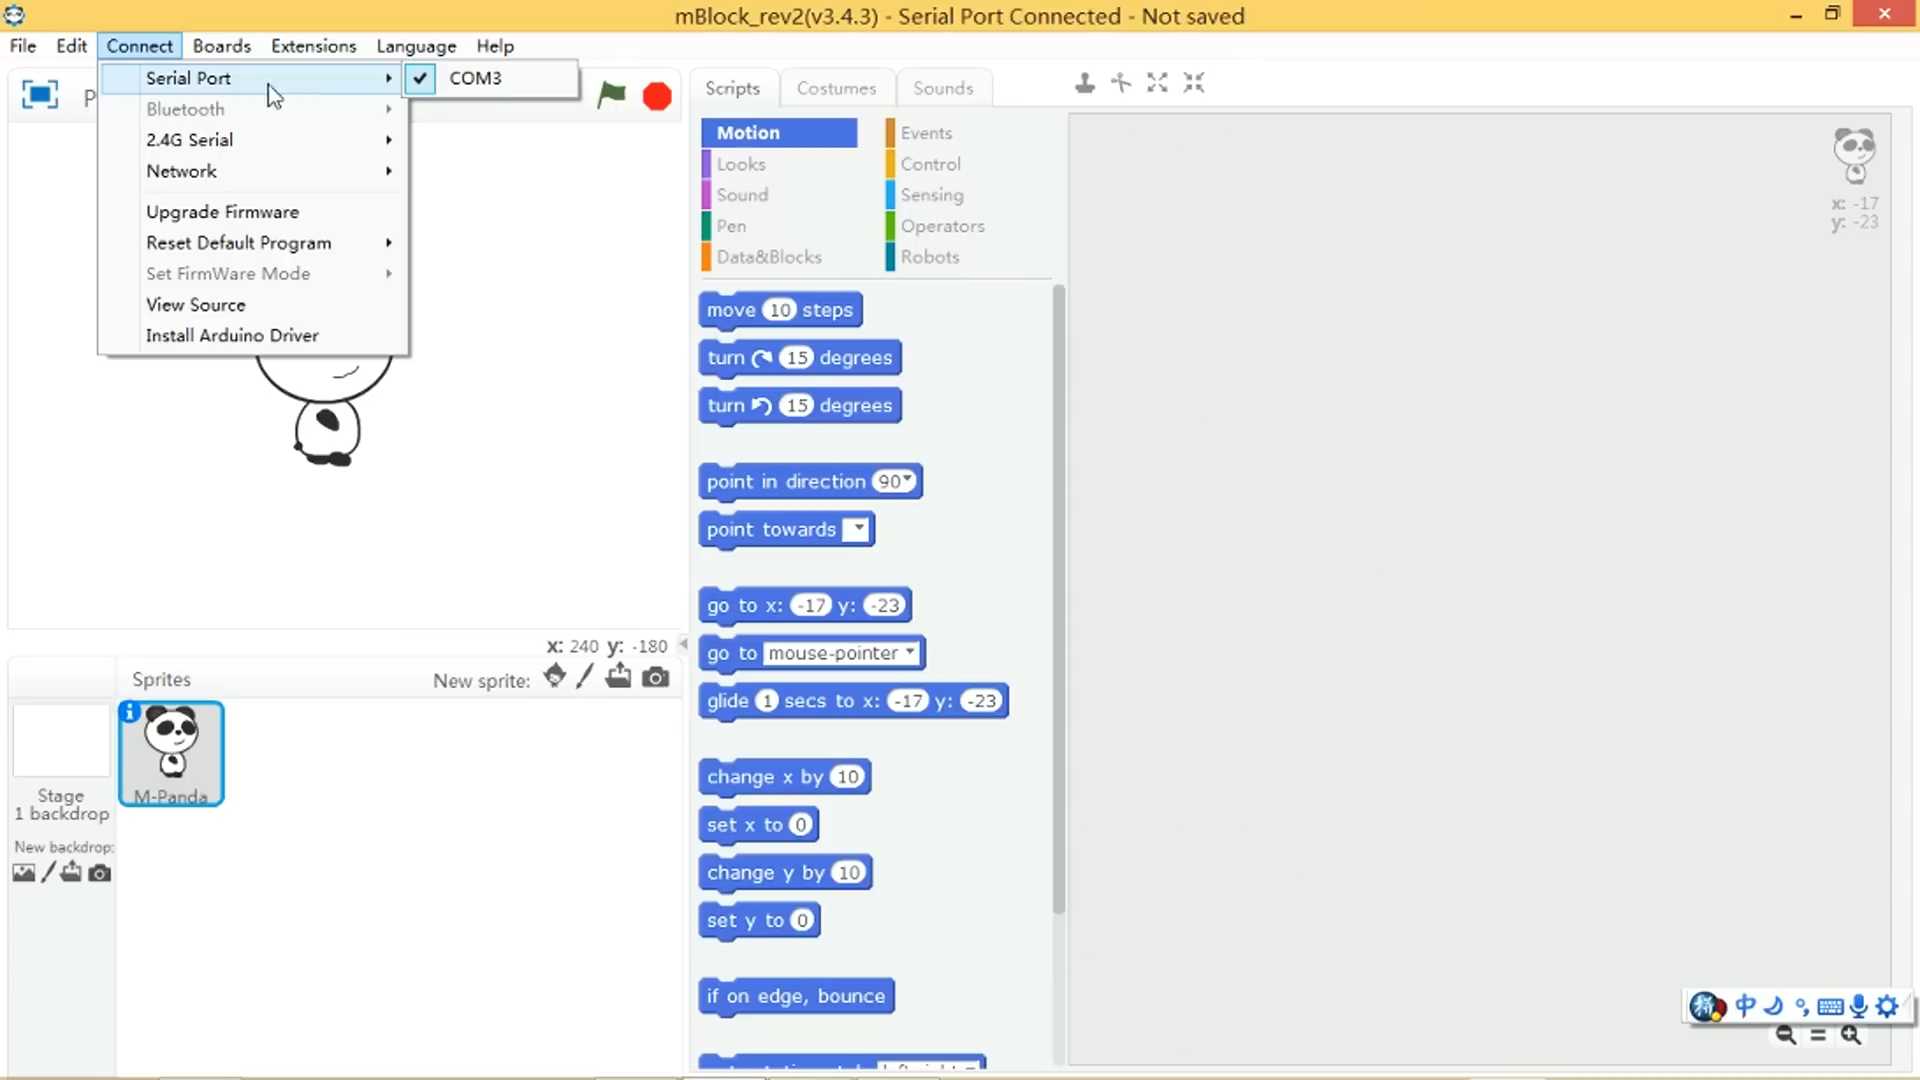 mBlock_rev2(v3.4.3) - Serial Port Connected - Not saved
File Edit Connect Boards Extensions Language Help
Serial Port
COM3
Bluetooth
2.4G Serial
Network
Upgrade Firmware
Reset Default Program
Set FirmWare Mode
View Source
Install Arduino Driver
P
x: 240 y: -180
Sprites
New sprite:
M-Panda
Stage
1 backdrop
New backdrop:
Scripts Costumes Sounds
Motion
Looks
Sound
Pen
Data&Blocks
Events
Control
Sensing
Operators
Robots
move 10 steps
turn 15 degrees
turn 15 degrees
point in direction 90
point towards
go to x: -17 y: -23
go to mouse-pointer
glide 1 secs to x: -17 y: -23
change x by 10
set x to 0
change y by 10
set y to 0
if on edge, bounce
x: -17
y: -23
中